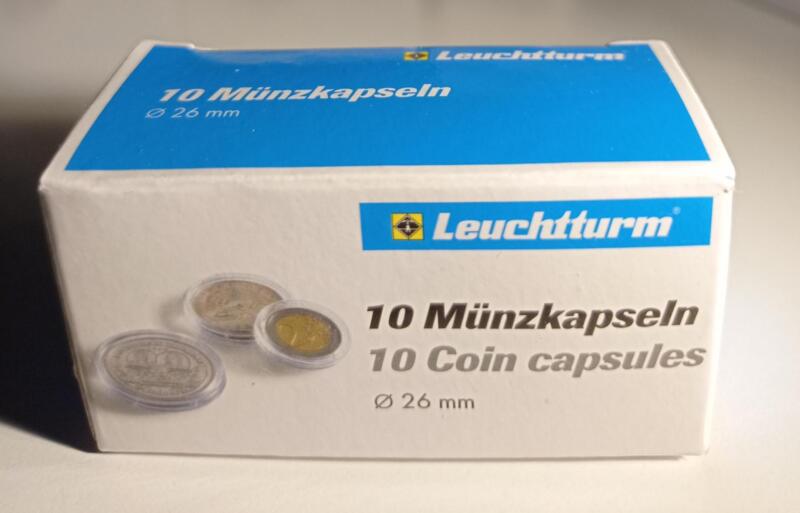 Leuchtturm
10 Münzkapseln
Ø 26 mm
Leuchtturm®
10 Münzkapseln
10 Coin capsules
Ø 26 mm